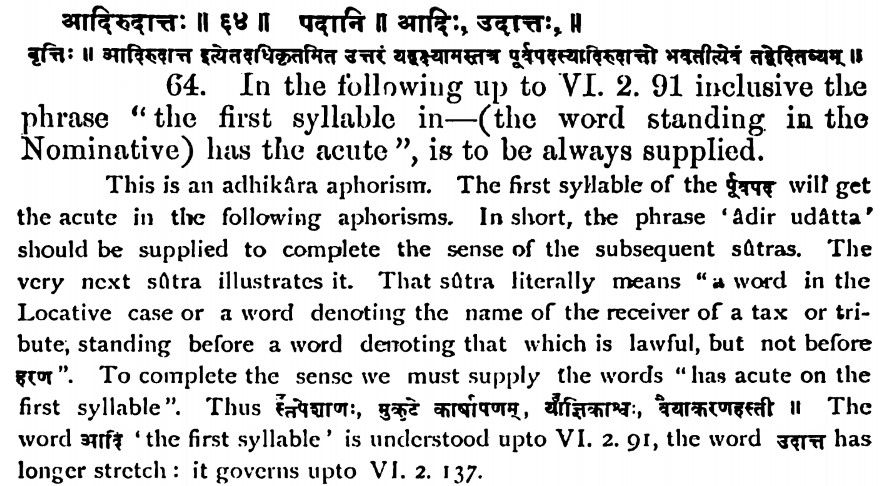 आदिरुदात्तः ॥ ६४ ॥ पदानि ॥ आदिः, उदात्तः, ॥
वृत्तिः ॥ आदिरुदात्त इत्येतदधिकृतमित उत्तरं यद्वक्ष्यामस्तत्र पूर्वपदस्यादिरुदात्तो भवतीत्येवं तद्वेदितव्यम् ॥
64. In the following up to VI. 2. 91 inclusive the
phrase “the first syllable in—(the word standing in the
Nominative) has the acute”, is to be always supplied.
This is an adhikâra aphorism. The first syllable of the पूर्वपद will get
the acute in the following aphorisms. In short, the phrase ‘âdir udâtta’
should be supplied to complete the sense of the subsequent sûtras. The
very next sûtra illustrates it. That sûtra literally means “a word in the
Locative case or a word denoting the name of the receiver of a tax or tri-
bute, standing before a word denoting that which is lawful, but not before
हरण”. To complete the sense we must supply the words “has acute on the
first syllable”. Thus मुकुटे कार्षापणम्, वैयाकरणहस्ती ॥ The
word आदि ‘the first syllable’ is understood upto VI. 2. 91, the word उदात्त has
longer stretch: it governs upto VI. 2. 137.